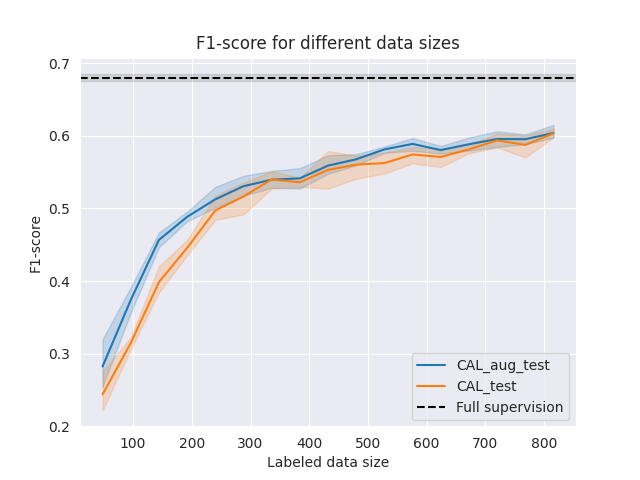 F1-score for different data sizes
0.7
0.6
0.5
0.4
0.3
0.2
F1-score
CAL_aug_test
CAL_test
Full supervision
100 200 300 400 500 600 700 800
Labeled data size